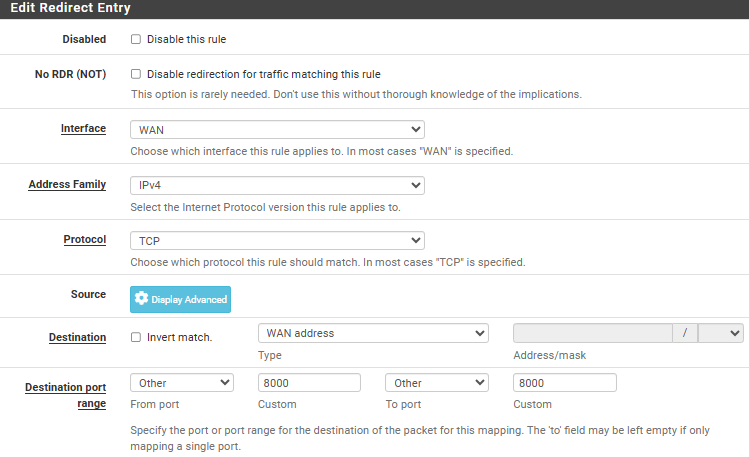 Edit Redirect Entry
Disabled Disable this rule
No RDR (NOT) Disable redirection for traffic matching this rule
This option is rarely needed. Don't use this without thorough knowledge of the implications.
Interface WAN
Choose which interface this rule applies to. In most cases "WAN" is specified.
Address Family IPv4
Select the Internet Protocol version this rule applies to.
Protocol TCP
Choose which protocol this rule should match. In most cases "TCP" is specified.
Source Display Advanced
Destination Invert match. WAN address /
Type Address/mask
Destination port range Other 8000 Other 8000
From port Custom To port Custom
Specify the port or port range for the destination of the packet for this mapping. The 'to' field may be left empty if only
mapping a single port.